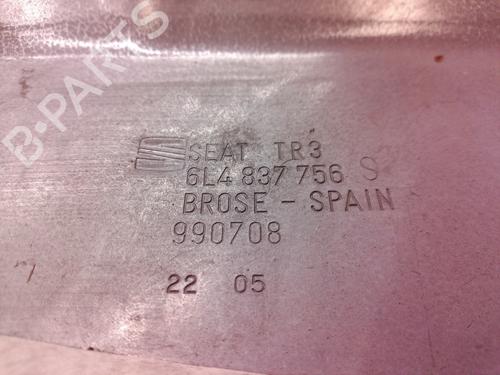 B-PARTS
SEAT TR3
6L4 837 756 S
BROSE - SPAIN
990708
22 05